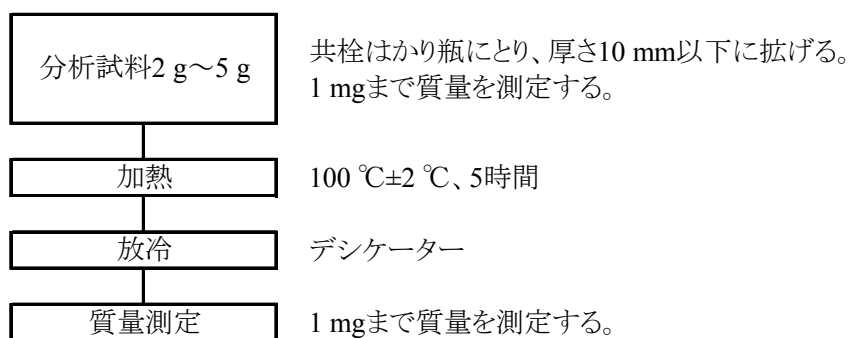 分析試料2 g～5 g
共栓はかり瓶にとり、厚さ10 mm以下に拡げる。
1 mgまで質量を測定する。
加熱
100 ℃±2 ℃、5時間
放冷
デシケーター
質量測定
1 mgまで質量を測定する。